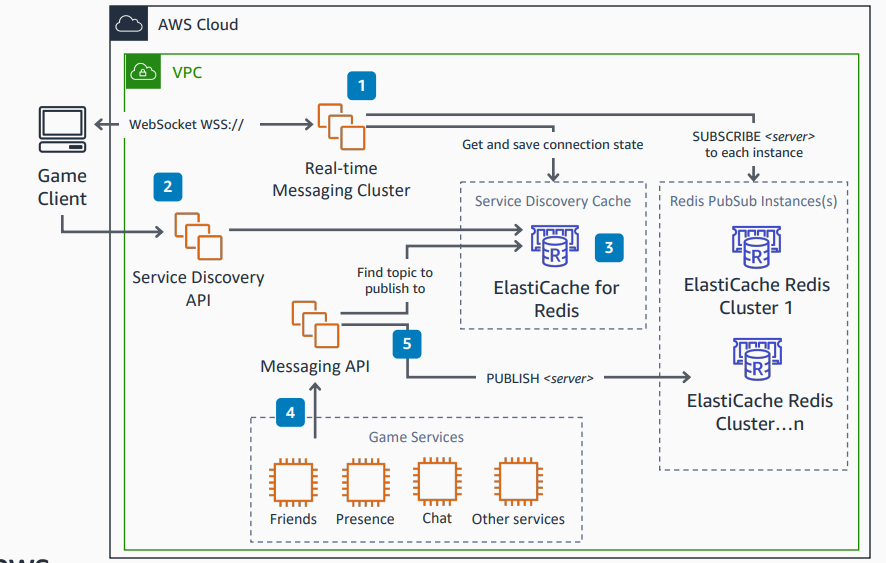 AWS Cloud
VPC
1
WebSocket WSS://
Real-time
Messaging Cluster
Get and save connection state
SUBSCRIBE <server>
to each instance
Game
Client
2
Service Discovery
API
Service Discovery Cache
3
ElastiCache for
Redis
Redis PubSub Instances(s)
R
R
ElastiCache Redis
Cluster 1
R
ElastiCache Redis
Cluster...n
Find topic to
publish to
Messaging API
5
PUBLISH <server>
4
Game Services
Friends
Presence
Chat
Other services